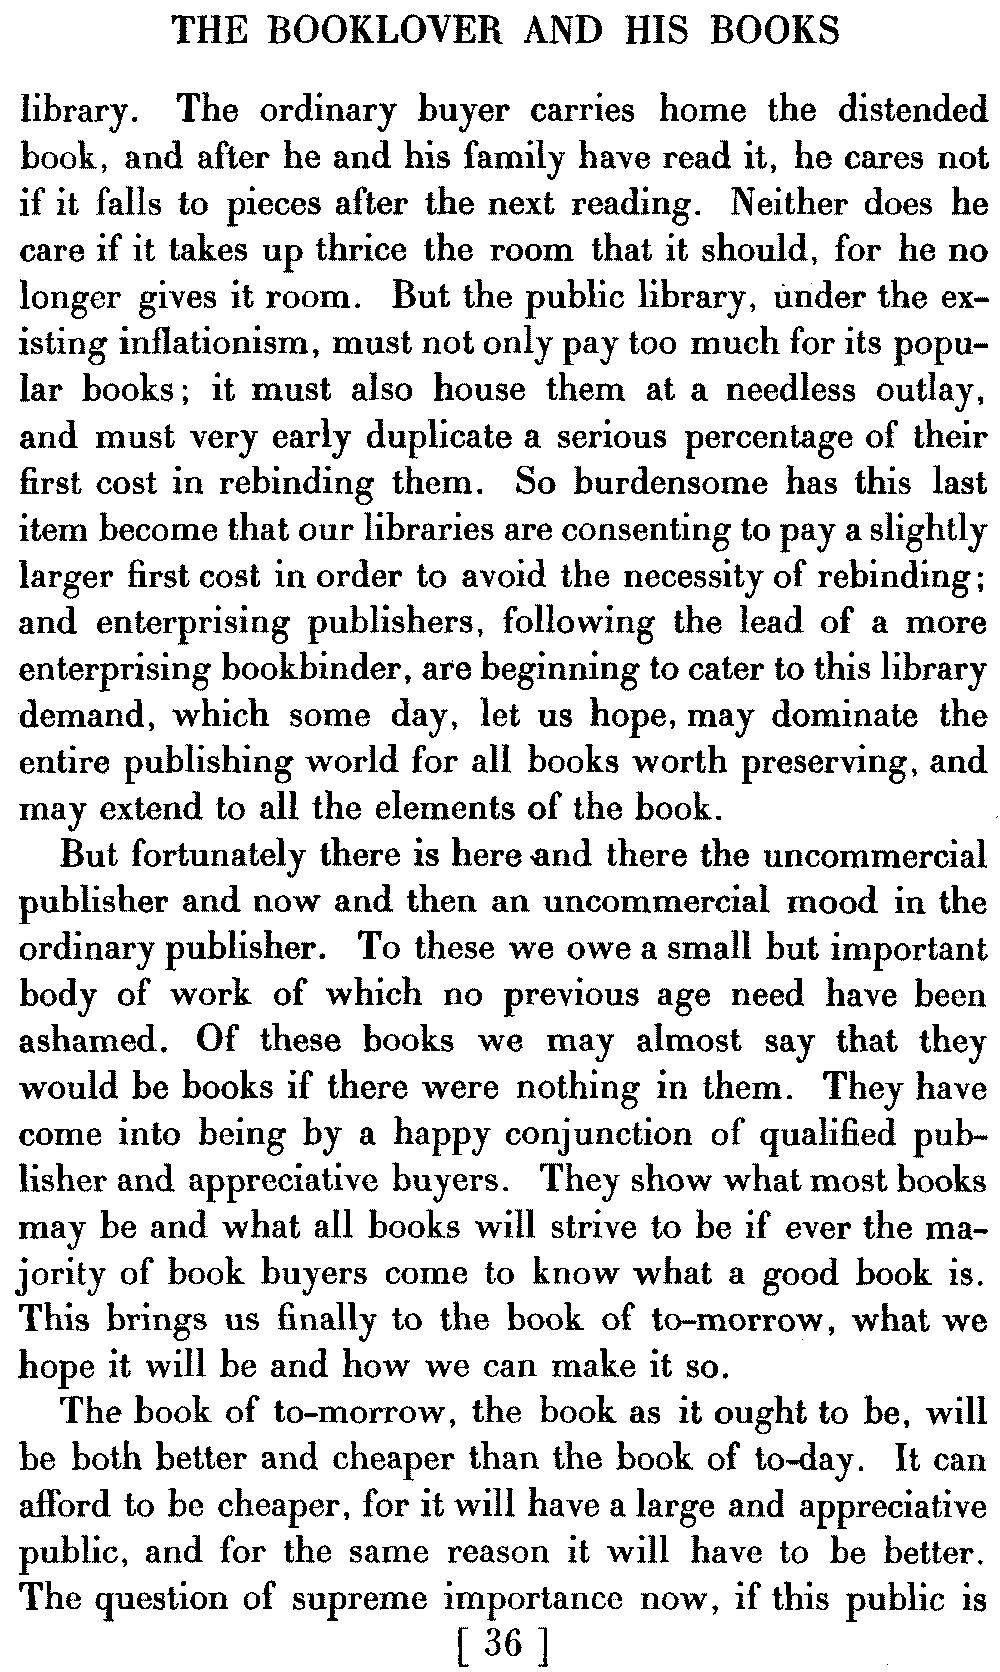 THE BOOKLOVER AND HIS BOOKS
library. The ordinary buyer carries home the distended
book, and after he and his family have read it, he cares not
if it falls to pieces after the next reading. Neither does he
care if it takes up thrice the room that it should, for he no
longer gives it room. But the public library, under the ex-
isting inflationism, must not only pay too much for its popu-
lar books; it must also house them at a needless outlay,
and must very early duplicate a serious percentage of their
first cost in rebinding them. So burdensome has this last
item become that our libraries are consenting to pay a slightly
larger first cost in order to avoid the necessity of rebinding;
and enterprising publishers, following the lead of a more
enterprising bookbinder, are beginning to cater to this library
demand, which some day, let us hope, may dominate the
entire publishing world for all books worth preserving, and
may extend to all the elements of the book.
But fortunately there is here and there the uncommercial
publisher and now and then an uncommercial mood in the
ordinary publisher. To these we owe a small but important
body of work of which no previous age need have been
ashamed. Of these books we may almost say that they
would be books if there were nothing in them. They have
come into being by a happy conjunction of qualified pub-
lisher and appreciative buyers. They show what most books
may be and what all books will strive to be if ever the ma-
jority of book buyers come to know what a good book is.
This brings us finally to the book of to-morrow, what we
hope it will be and how we can make it so.
The book of to-morrow, the book as it ought to be, will
be both better and cheaper than the book of to-day. It can
afford to be cheaper, for it will have a large and appreciative
public, and for the same reason it will have to be better.
The question of supreme importance now, if this public is
[ 36 ]